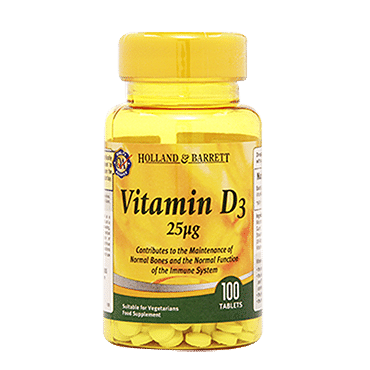 HOLLAND & BARRETT
Vitamin D3
25µg
Contributes to the Maintenance of
Normal Bones and the Normal Function
of the Immune System
100
TABLETS
Suitable for Vegetarians
Food Supplement